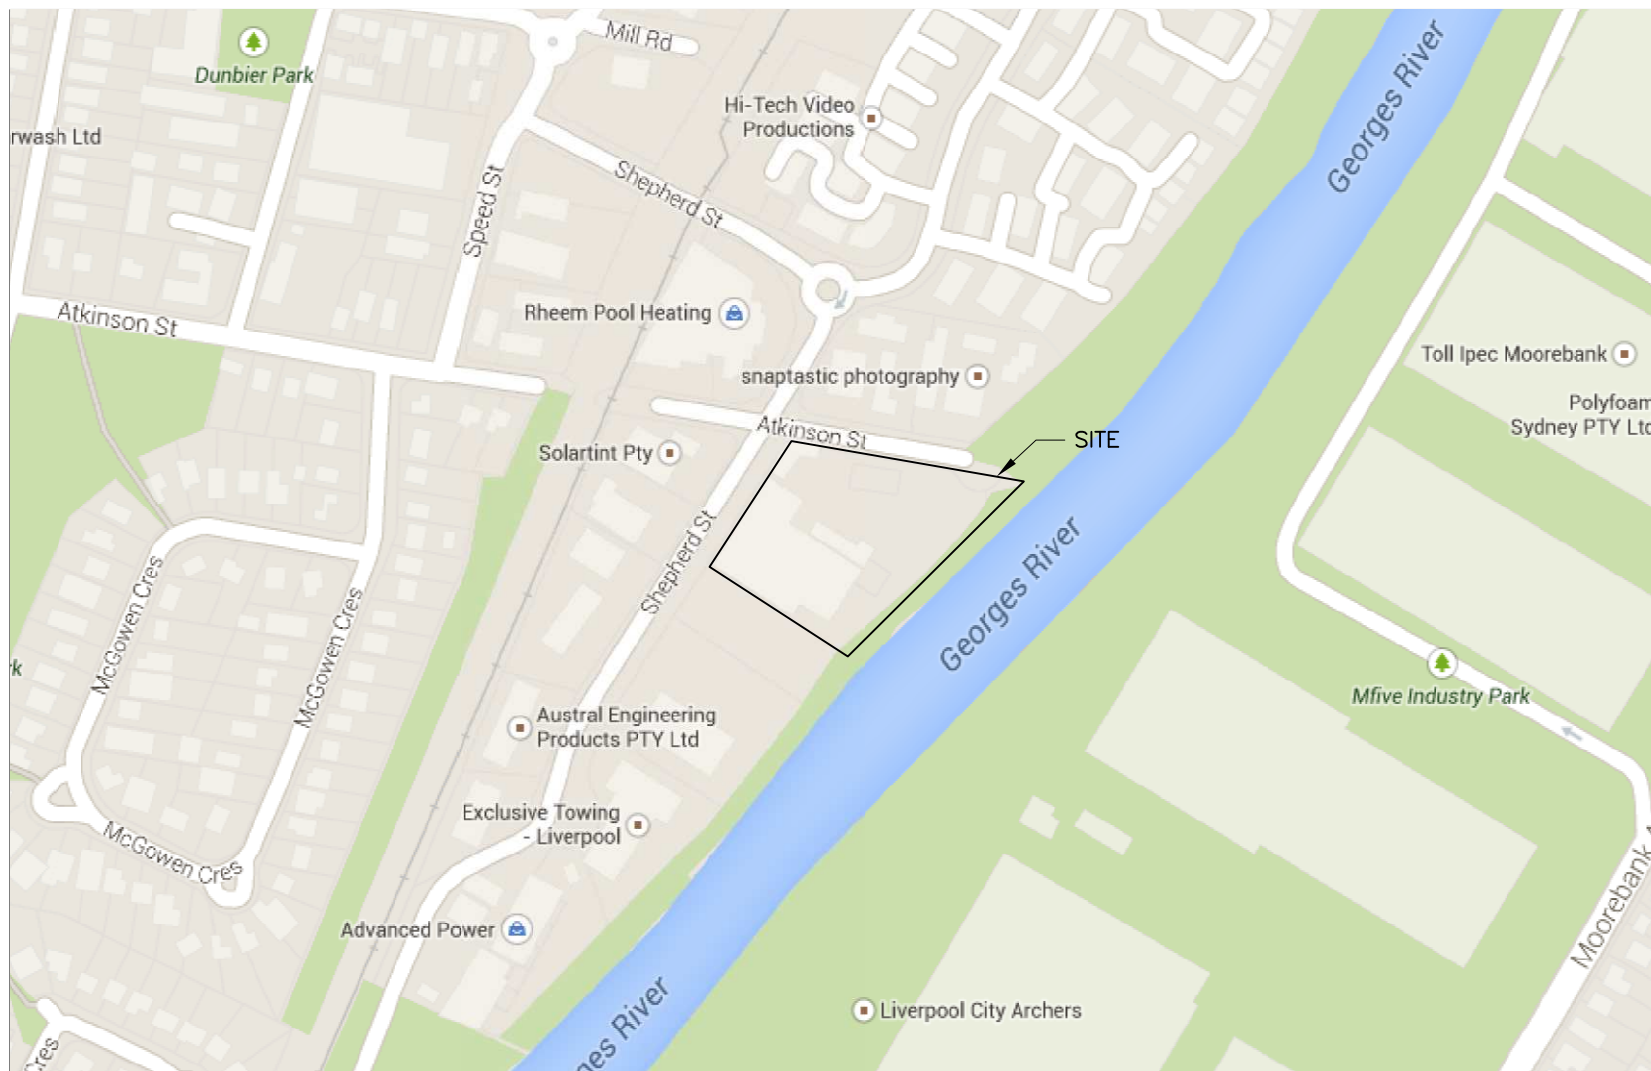 Mill Rd
Dunbier Park
Hi-Tech Video
Productions
Georges River
rwash Ltd
Shepherd St
Speed St
Atkinson St
Rheem Pool Heating
Toll Ipec Moorebank
snaptastic photography
Polyfoam
Sydney PTY Ltd
Atkinson St
SITE
Solartint Pty
Shepherd St
Georges River
McGowen Cres
McGowen Cres
rk
Mfive Industry Park
Austral Engineering
Products PTY Ltd
Exclusive Towing
- Liverpool
McGowen Cres
Moorebank A
Advanced Power
Liverpool City Archers
ges River
Cres